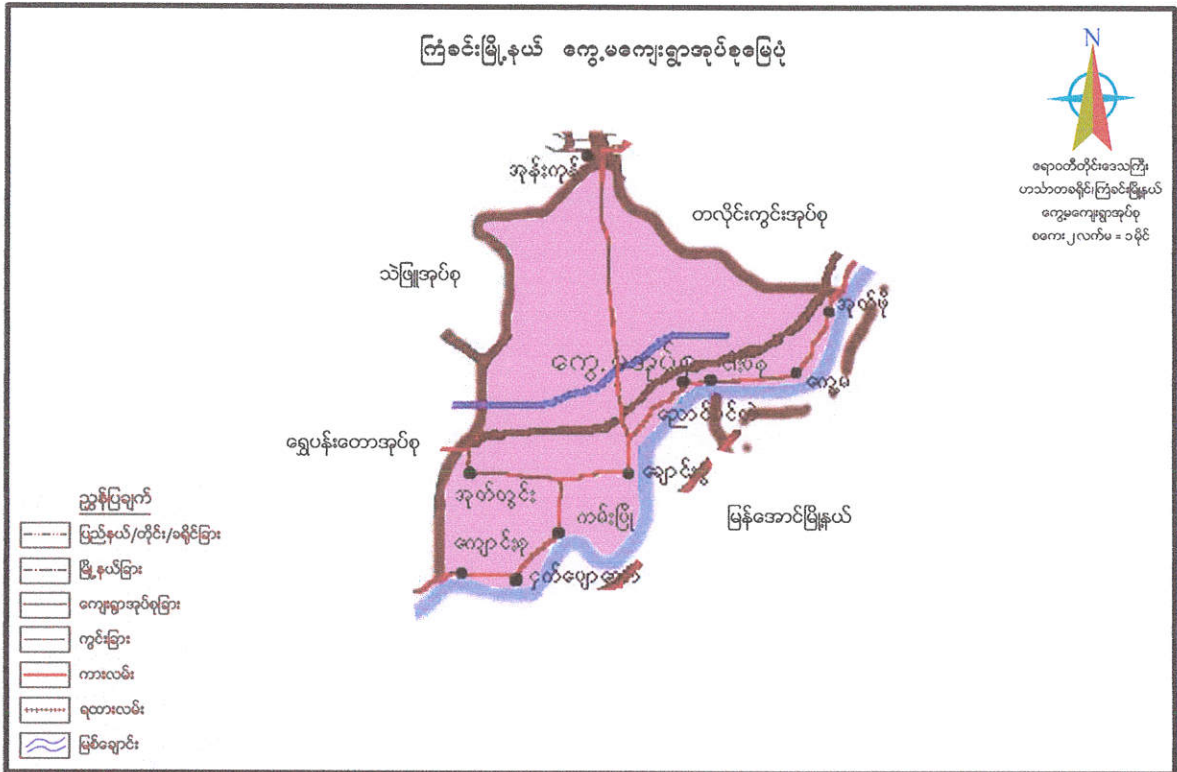 ကြံခင်းမြို့နယ် ကွေ့မကျေးရွာအုပ်စုမြေပုံ
N
ဧရာဝတီတိုင်းဒေသကြီး
ဟင်္သာတခရိုင်၊ကြံခင်းမြို့နယ်
ကွေ့မကျေးရွာအုပ်စု
စကေး ၂ လက်မ = ၁ မိုင်
အုန်းကုန်း
တလိုင်းကွင်းအုပ်စု
သဲဖြူအုပ်စု
အုတ်ဖို
ကွေ့မအုပ်စု
ကွေ့မ
ရွှေပန်းတောအုပ်စု
အုတ်တွင်း
ကမ်းပြို
မြန်အောင်မြို့နယ်
ကျောင်းစု
ညွှန်ပြချက်
ပြည်နယ်/တိုင်း/ခရိုင်ခြား
မြို့နယ်ခြား
ကျေးရွာအုပ်စုခြား
ကွင်းခြား
ကားလမ်း
ရထားလမ်း
မြစ်ချောင်း